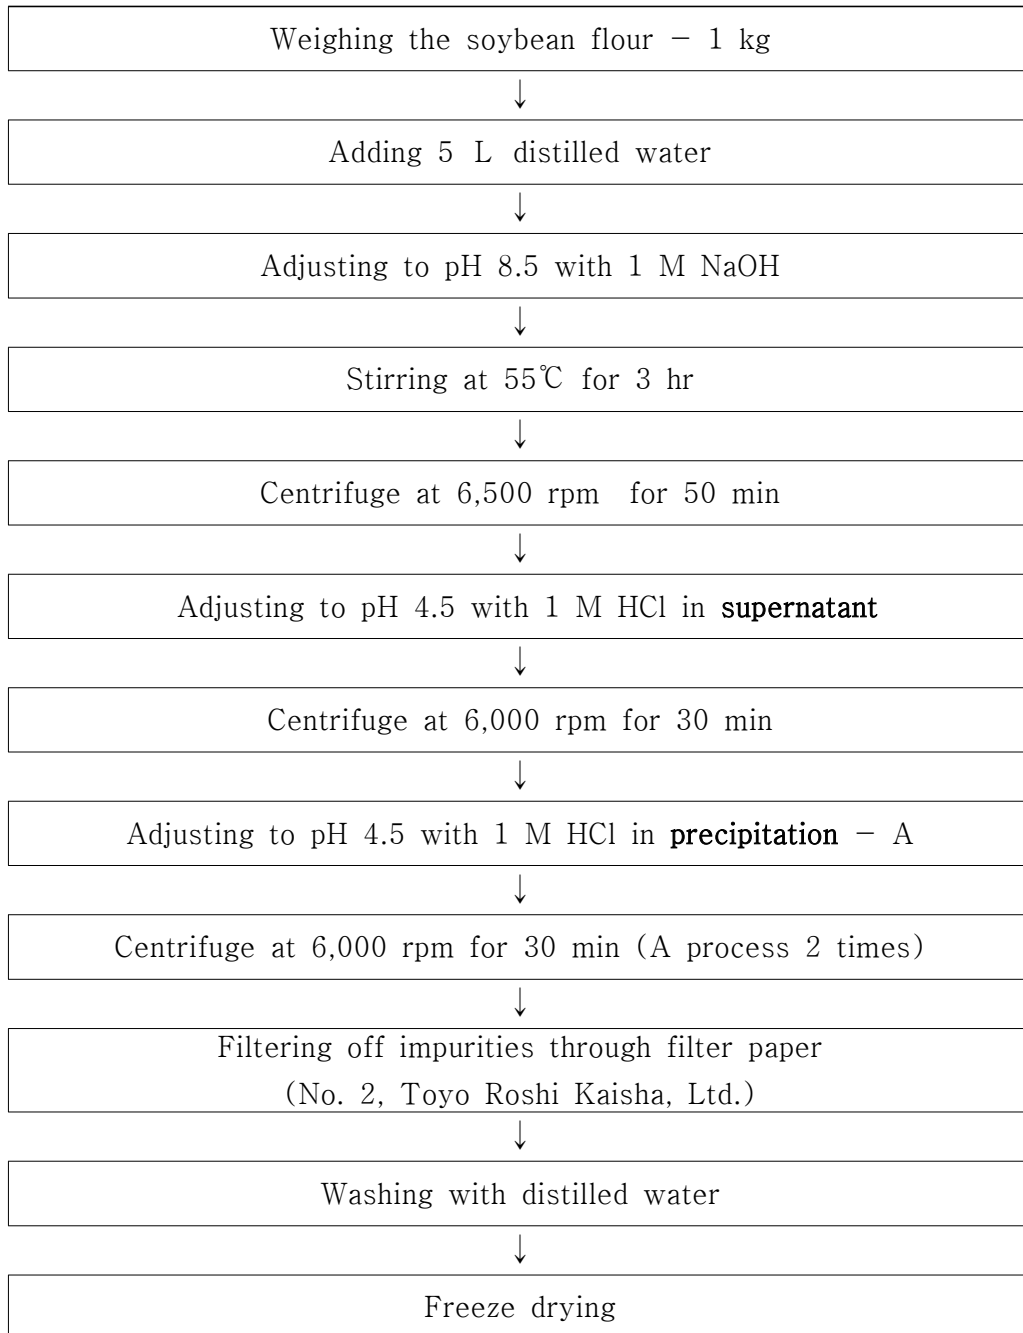 Weighing the soybean flour - 1 kg
↓
Adding 5 L distilled water
↓
Adjusting to pH 8.5 with 1 M NaOH
↓
Stirring at 55℃ for 3 hr
↓
Centrifuge at 6,500 rpm for 50 min
↓
Adjusting to pH 4.5 with 1 M HCl in supernatant
↓
Centrifuge at 6,000 rpm for 30 min
↓
Adjusting to pH 4.5 with 1 M HCl in precipitation - A
↓
Centrifuge at 6,000 rpm for 30 min (A process 2 times)
↓
Filtering off impurities through filter paper
(No. 2, Toyo Roshi Kaisha, Ltd.)
↓
Washing with distilled water
↓
Freeze drying